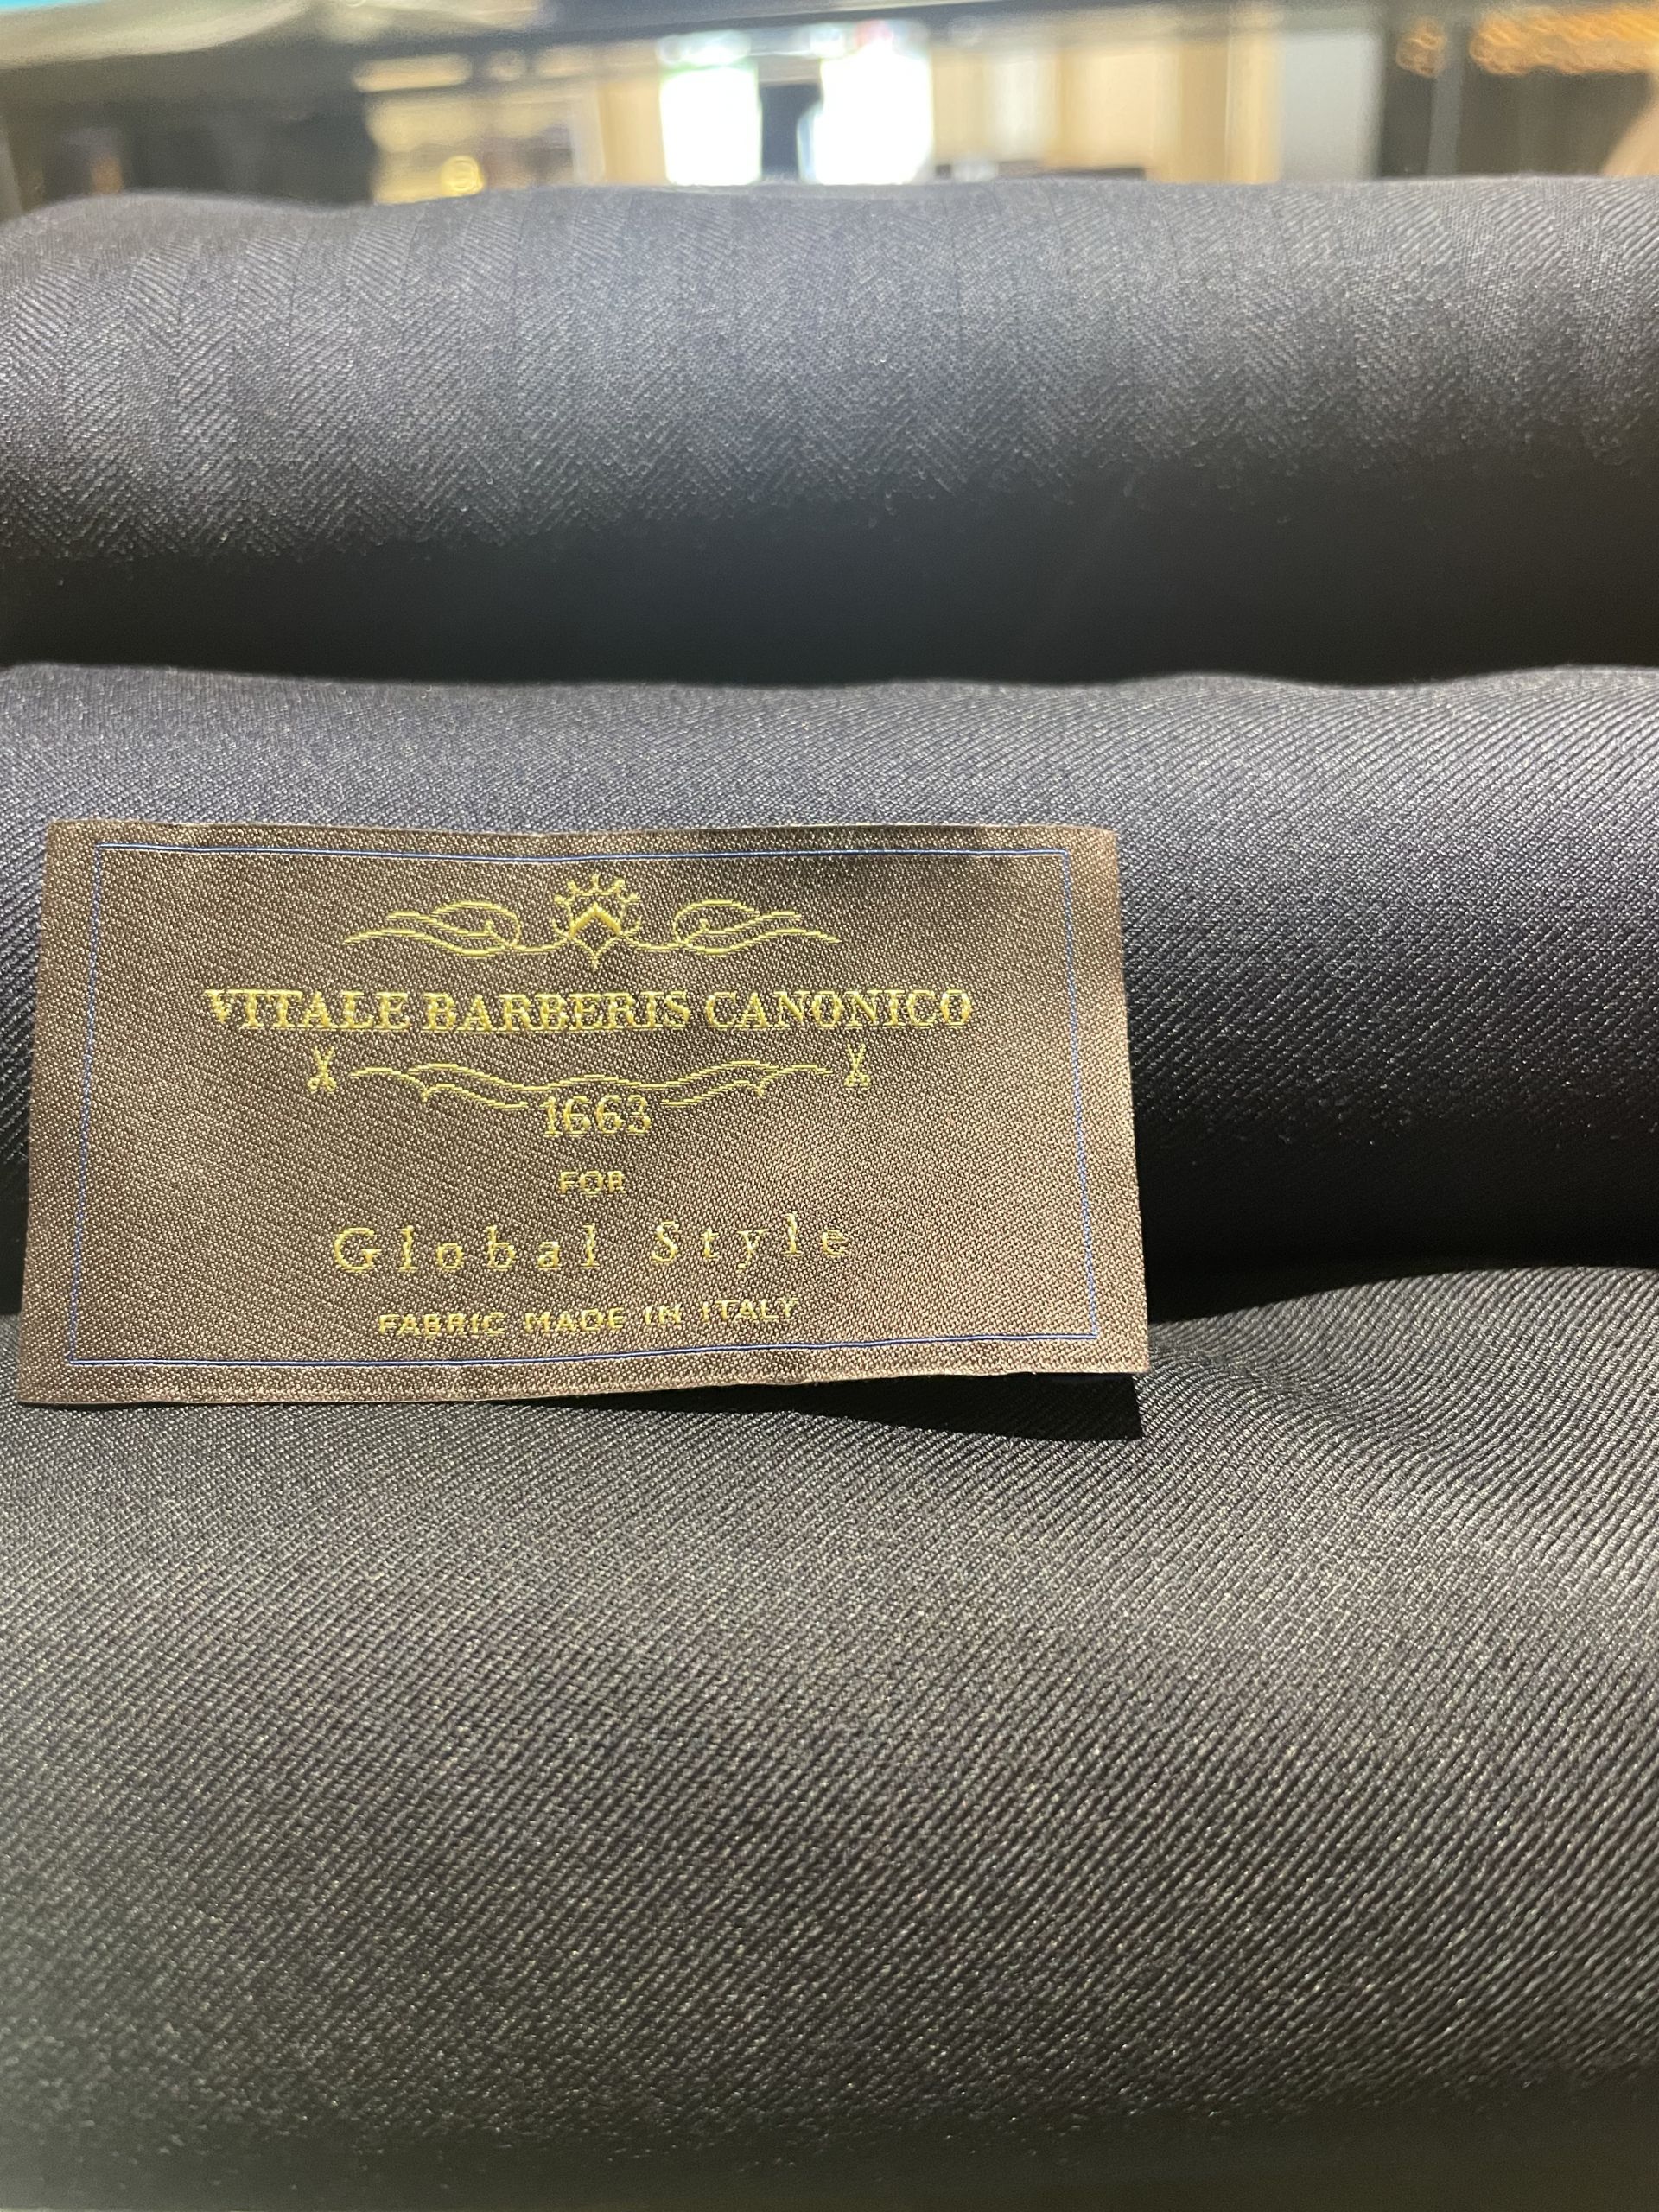 VITALE BARBERIS CANONICO
1663
FOR
Global Style
FABRIC MADE IN ITALY